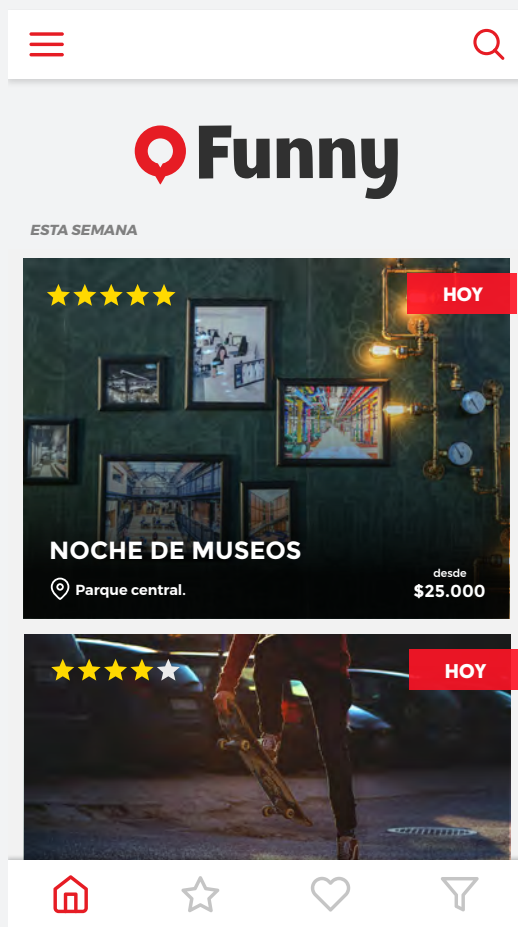 Funny
ESTA SEMANA
HOY
NOCHE DE MUSEOS
Parque central.
desde
$25.000
HOY